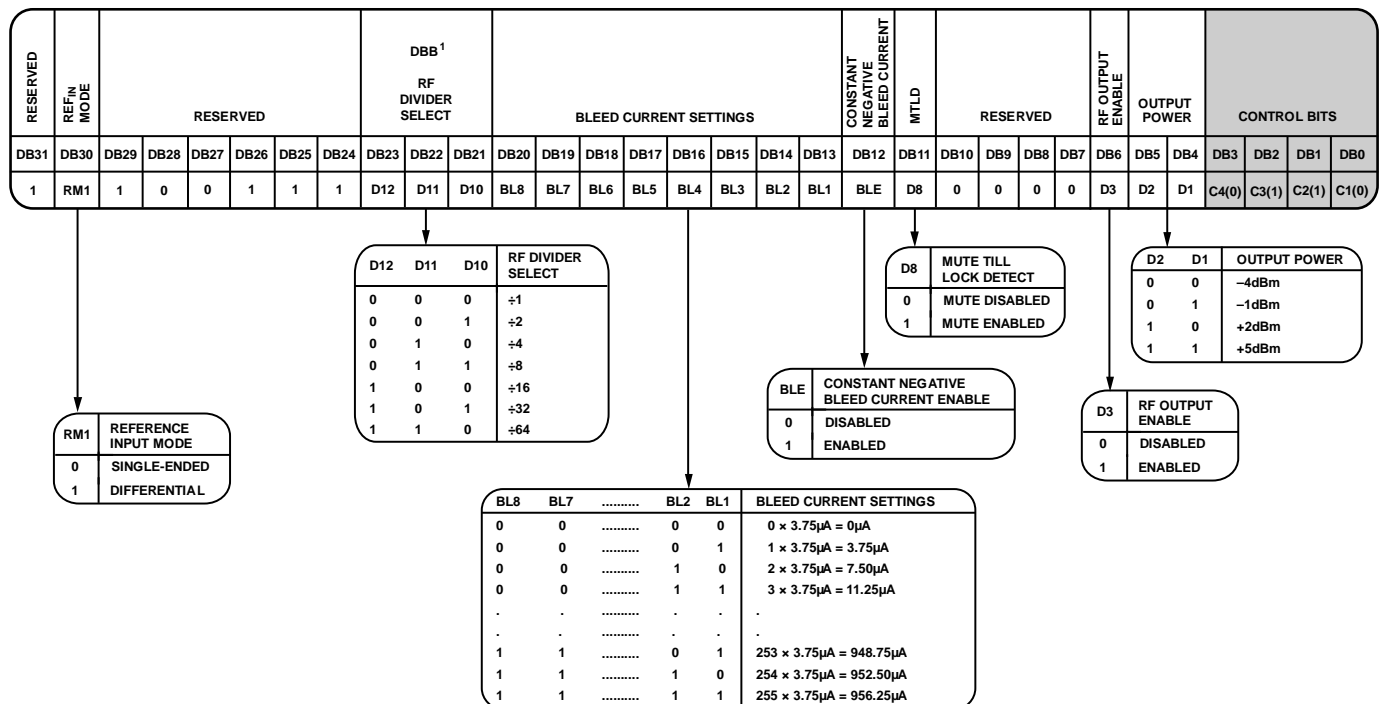 RESERVED
REFIN MODE
RESERVED
DBB1
RF DIVIDER SELECT
BLEED CURRENT SETTINGS
CONSTANT NEGATIVE BLEED CURRENT
MTLD
RESERVED
RF OUTPUT ENABLE
OUTPUT POWER
CONTROL BITS
DB31 DB30 DB29 DB28 DB27 DB26 DB25 DB24 DB23 DB22 DB21 DB20 DB19 DB18 DB17 DB16 DB15 DB14 DB13 DB12 DB11 DB10 DB9 DB8 DB7 DB6 DB5 DB4 DB3 DB2 DB1 DB0
1 RM1 1 0 0 1 1 1 D12 D11 D10 BL8 BL7 BL6 BL5 BL4 BL3 BL2 BL1 BLE D8 0 0 0 0 D3 D2 D1 C4(0) C3(1) C2(1) C1(0)
D12 D11 D10 RF DIVIDER SELECT
0 0 0 ÷1
0 0 1 ÷2
0 1 0 ÷4
0 1 1 ÷8
1 0 0 ÷16
1 0 1 ÷32
1 1 0 ÷64
D8 MUTE TILL LOCK DETECT
0 MUTE DISABLED
1 MUTE ENABLED
D2 D1 OUTPUT POWER
0 0 –4dBm
0 1 –1dBm
1 0 +2dBm
1 1 +5dBm
BLE CONSTANT NEGATIVE BLEED CURRENT ENABLE
0 DISABLED
1 ENABLED
D3 RF OUTPUT ENABLE
0 DISABLED
1 ENABLED
RM1 REFERENCE INPUT MODE
0 SINGLE-ENDED
1 DIFFERENTIAL
BL8 BL7 .......... BL2 BL1 BLEED CURRENT SETTINGS
0 0 .......... 0 0 0 × 3.75µA = 0µA
0 0 .......... 0 1 1 × 3.75µA = 3.75µA
0 0 .......... 1 0 2 × 3.75µA = 7.50µA
0 0 .......... 1 1 3 × 3.75µA = 11.25µA
. . .......... . . .
. . .......... . . .
1 1 .......... 0 1 253 × 3.75µA = 948.75µA
1 1 .......... 1 0 254 × 3.75µA = 952.50µA
1 1 .......... 1 1 255 × 3.75µA = 956.25µA